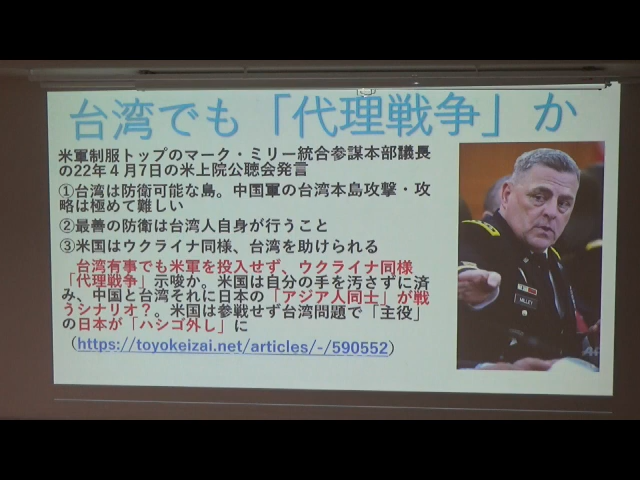 台湾でも「代理戦争」か
米軍制服トップのマーク・ミリー統合参謀本部議長
の22年４月7日の米上院公聴会発言
①台湾は防衛可能な島。中国軍の台湾本島攻撃・攻
略は極めて難しい
②最善の防衛は台湾人自身が行うこと
③米国はウクライナ同様、台湾を助けられる
台湾有事でも米軍を投入せず、ウクライナ同様
「代理戦争」示唆か。米国は自分の手を汚さずに済
み、中国と台湾それに日本の「アジア人同士」が戦
うシナリオ？。米国は参戦せず台湾問題で「主役」
の日本が「ハシゴ外し」に
（https://toyokeizai.net/articles/-/590552）
MILLEY